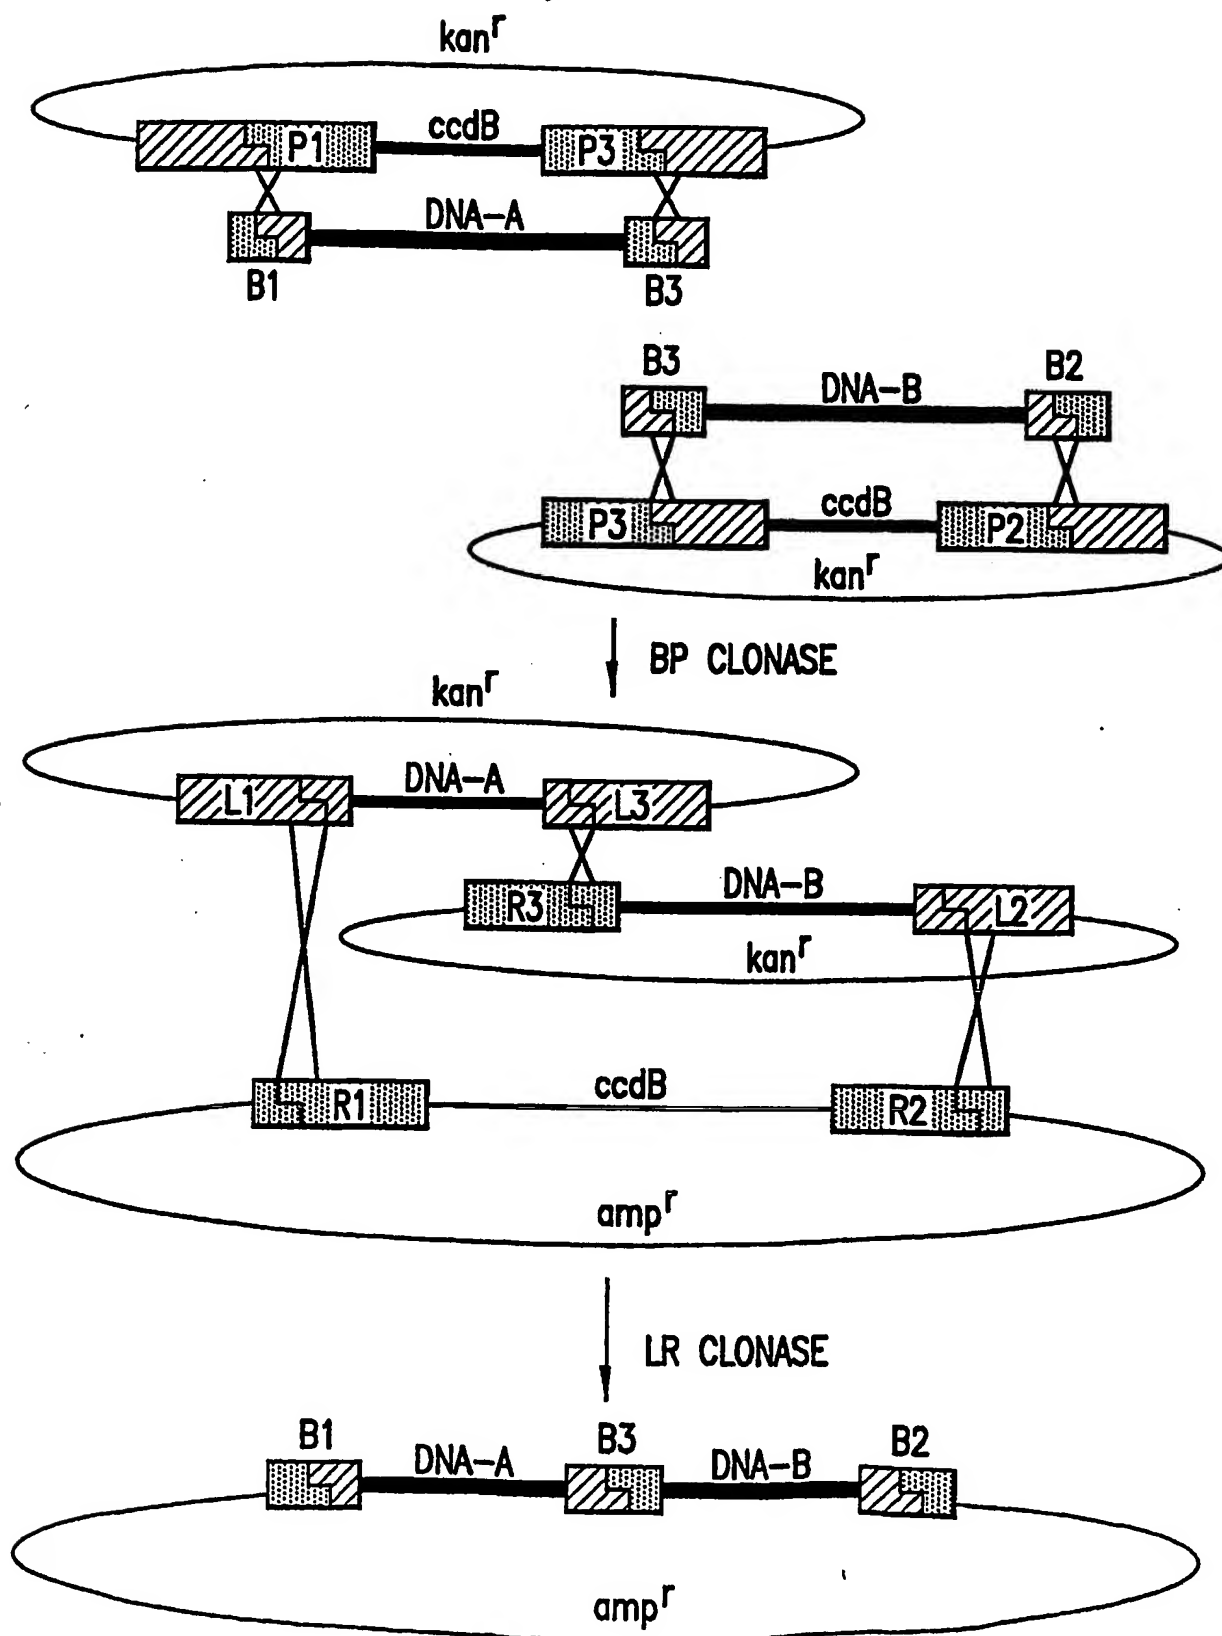 kanʳ
ccdB
P1
P3
DNA-A
B1
B3
B3
DNA-B
B2
P3
ccdB
P2
kanʳ
BP CLONASE
kanʳ
L1
DNA-A
L3
R3
DNA-B
L2
kanʳ
R1
ccdB
R2
ampʳ
LR CLONASE
B1
DNA-A
B3
DNA-B
B2
ampʳ